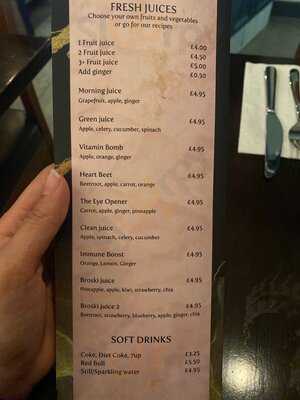 FRESH JUICES
Choose your own fruits and vegetables
or go for our recipes
1 Fruit juice £4.00
2 Fruit juice £4.50
3+ Fruit juice £5.00
Add ginger £0.50
Morning juice £4.95
Grapefruit, apple, ginger
Green juice £4.95
Apple, celery, cucumber, spinach
Vitamin Bomb £4.95
Apple, orange, ginger
Heart Beet £4.95
Beetroot, apple, carrot, orange
The Eye Opener £4.95
Carrot, apple, ginger, pineapple
Clean juice £4.95
Apple, spinach, celery, cucumber
Immune Boost £4.95
Orange, Lemon, Ginger
Broski juice £4.95
Pineapple, apple, kiwi, strawberry, chia
Broski juice 2 £4.95
Beetroot, strawberry, blueberry, apple, ginger, chia
SOFT DRINKS
Coke, Diet Coke, 7up £3.25
Red Bull £3.50
Still/Sparkling water £4.95